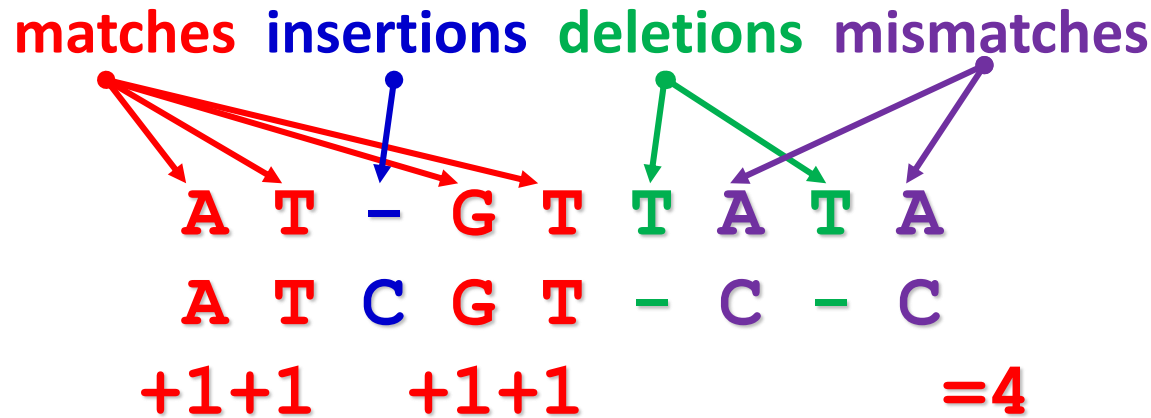 matches insertions deletions mismatches
A T - G T T A T A
A T C G T - C - C
+1+1 +1+1 =4